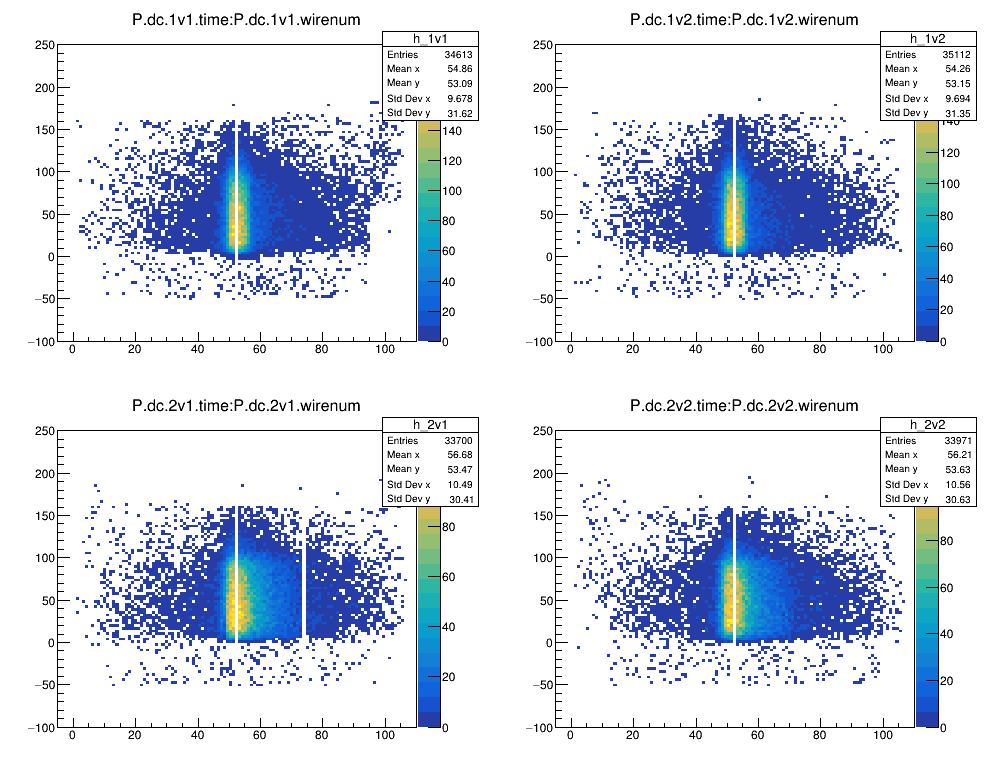 P.dc.1v1.time:P.dc.1v1.wirenum
h_1v1
Entries 34613
Mean x 54.86
Mean y 53.09
Std Dev x 9.678
Std Dev y 31.62
250
200
150
100
50
0
−50
−100
0 20 40 60 80 100
140
120
100
80
60
40
20
0
P.dc.1v2.time:P.dc.1v2.wirenum
h_1v2
Entries 35112
Mean x 54.26
Mean y 53.15
Std Dev x 9.694
Std Dev y 31.35
250
200
150
100
50
0
−50
−100
0 20 40 60 80 100
140
120
100
80
60
40
20
0
P.dc.2v1.time:P.dc.2v1.wirenum
h_2v1
Entries 33700
Mean x 56.68
Mean y 53.47
Std Dev x 10.49
Std Dev y 30.41
250
200
150
100
50
0
−50
−100
0 20 40 60 80 100
80
60
40
20
0
P.dc.2v2.time:P.dc.2v2.wirenum
h_2v2
Entries 33971
Mean x 56.21
Mean y 53.63
Std Dev x 10.56
Std Dev y 30.63
250
200
150
100
50
0
−50
−100
0 20 40 60 80 100
80
60
40
20
0